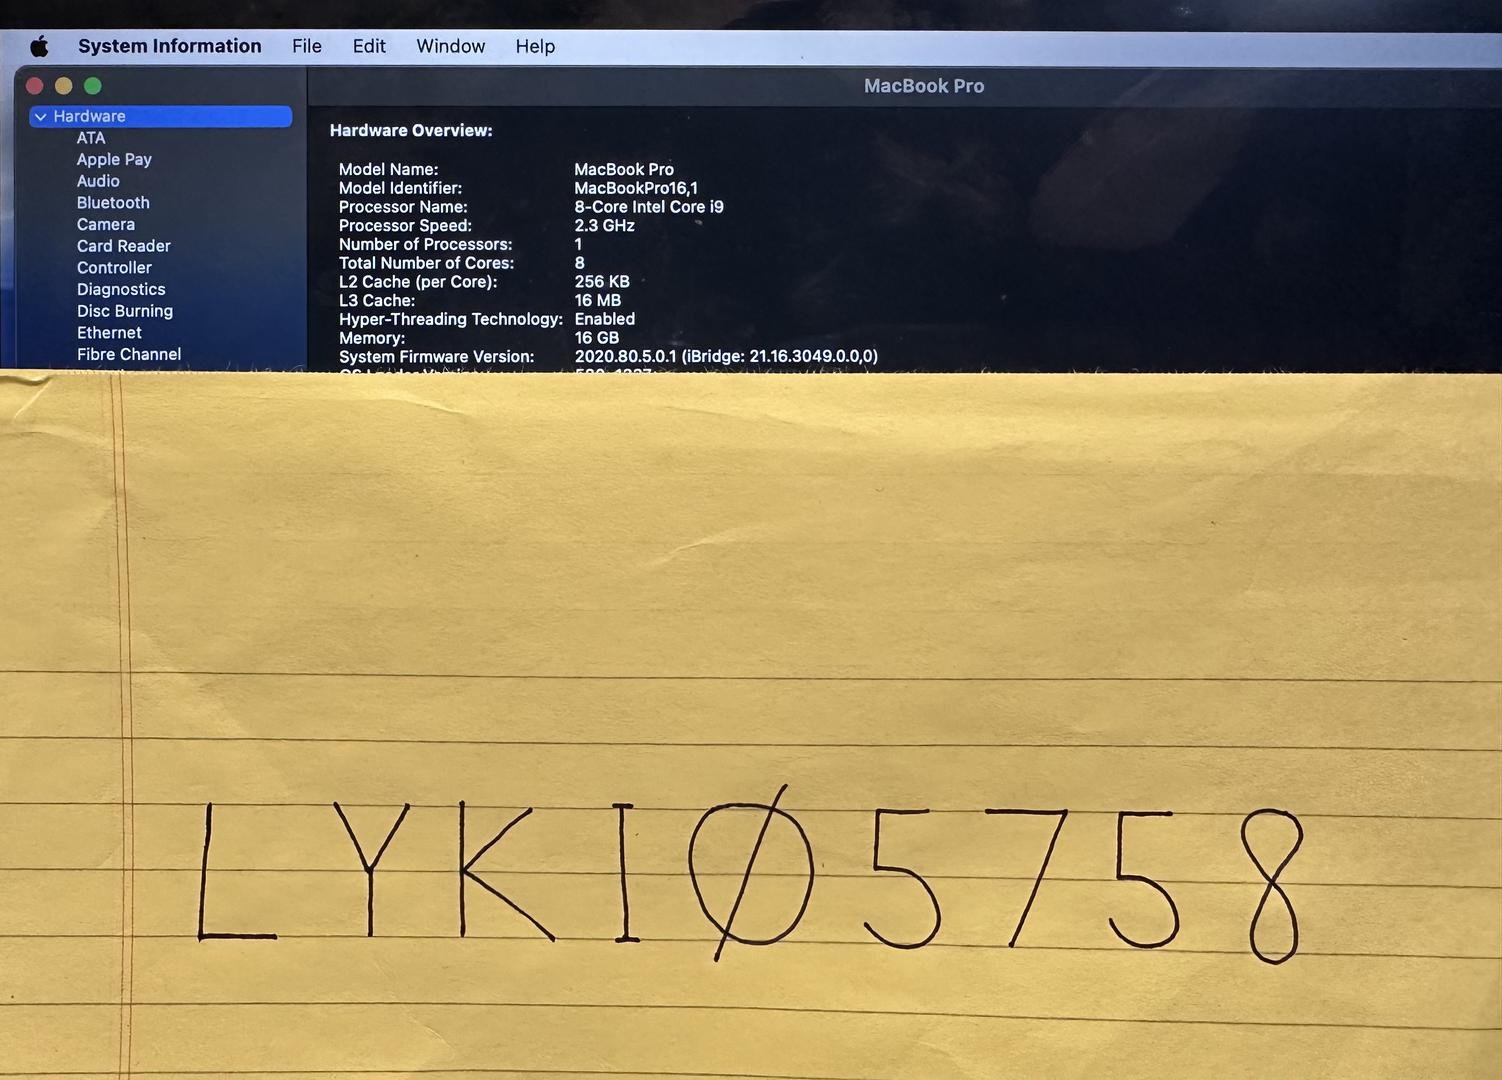 System Information File Edit Window Help
MacBook Pro
Hardware
ATA
Apple Pay
Audio
Bluetooth
Camera
Card Reader
Controller
Diagnostics
Disc Burning
Ethernet
Fibre Channel
Hardware Overview:
Model Name: MacBook Pro
Model Identifier: MacBookPro16,1
Processor Name: 8-Core Intel Core i9
Processor Speed: 2.3 GHz
Number of Processors: 1
Total Number of Cores: 8
L2 Cache (per Core): 256 KB
L3 Cache: 16 MB
Hyper-Threading Technology: Enabled
Memory: 16 GB
System Firmware Version: 2020.80.5.0.1 (iBridge: 21.16.3049.0.0,0)
LYKIØ5758